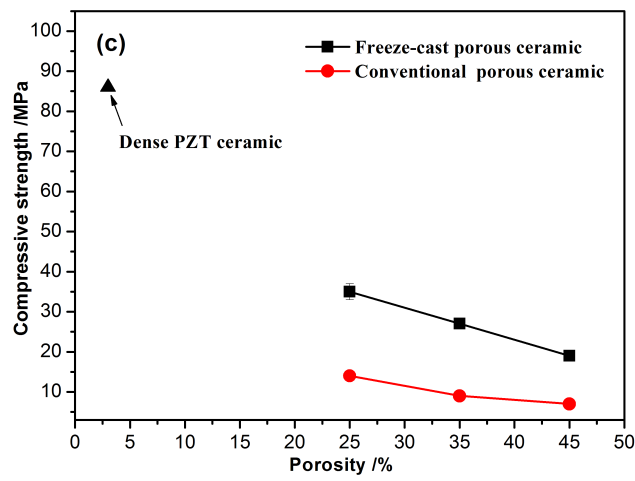 (c)
Freeze-cast porous ceramic
Conventional porous ceramic
Dense PZT ceramic
Compressive strength /MPa
100
90
80
70
60
50
40
30
20
10
0 5 10 15 20 25 30 35 40 45 50
Porosity /%